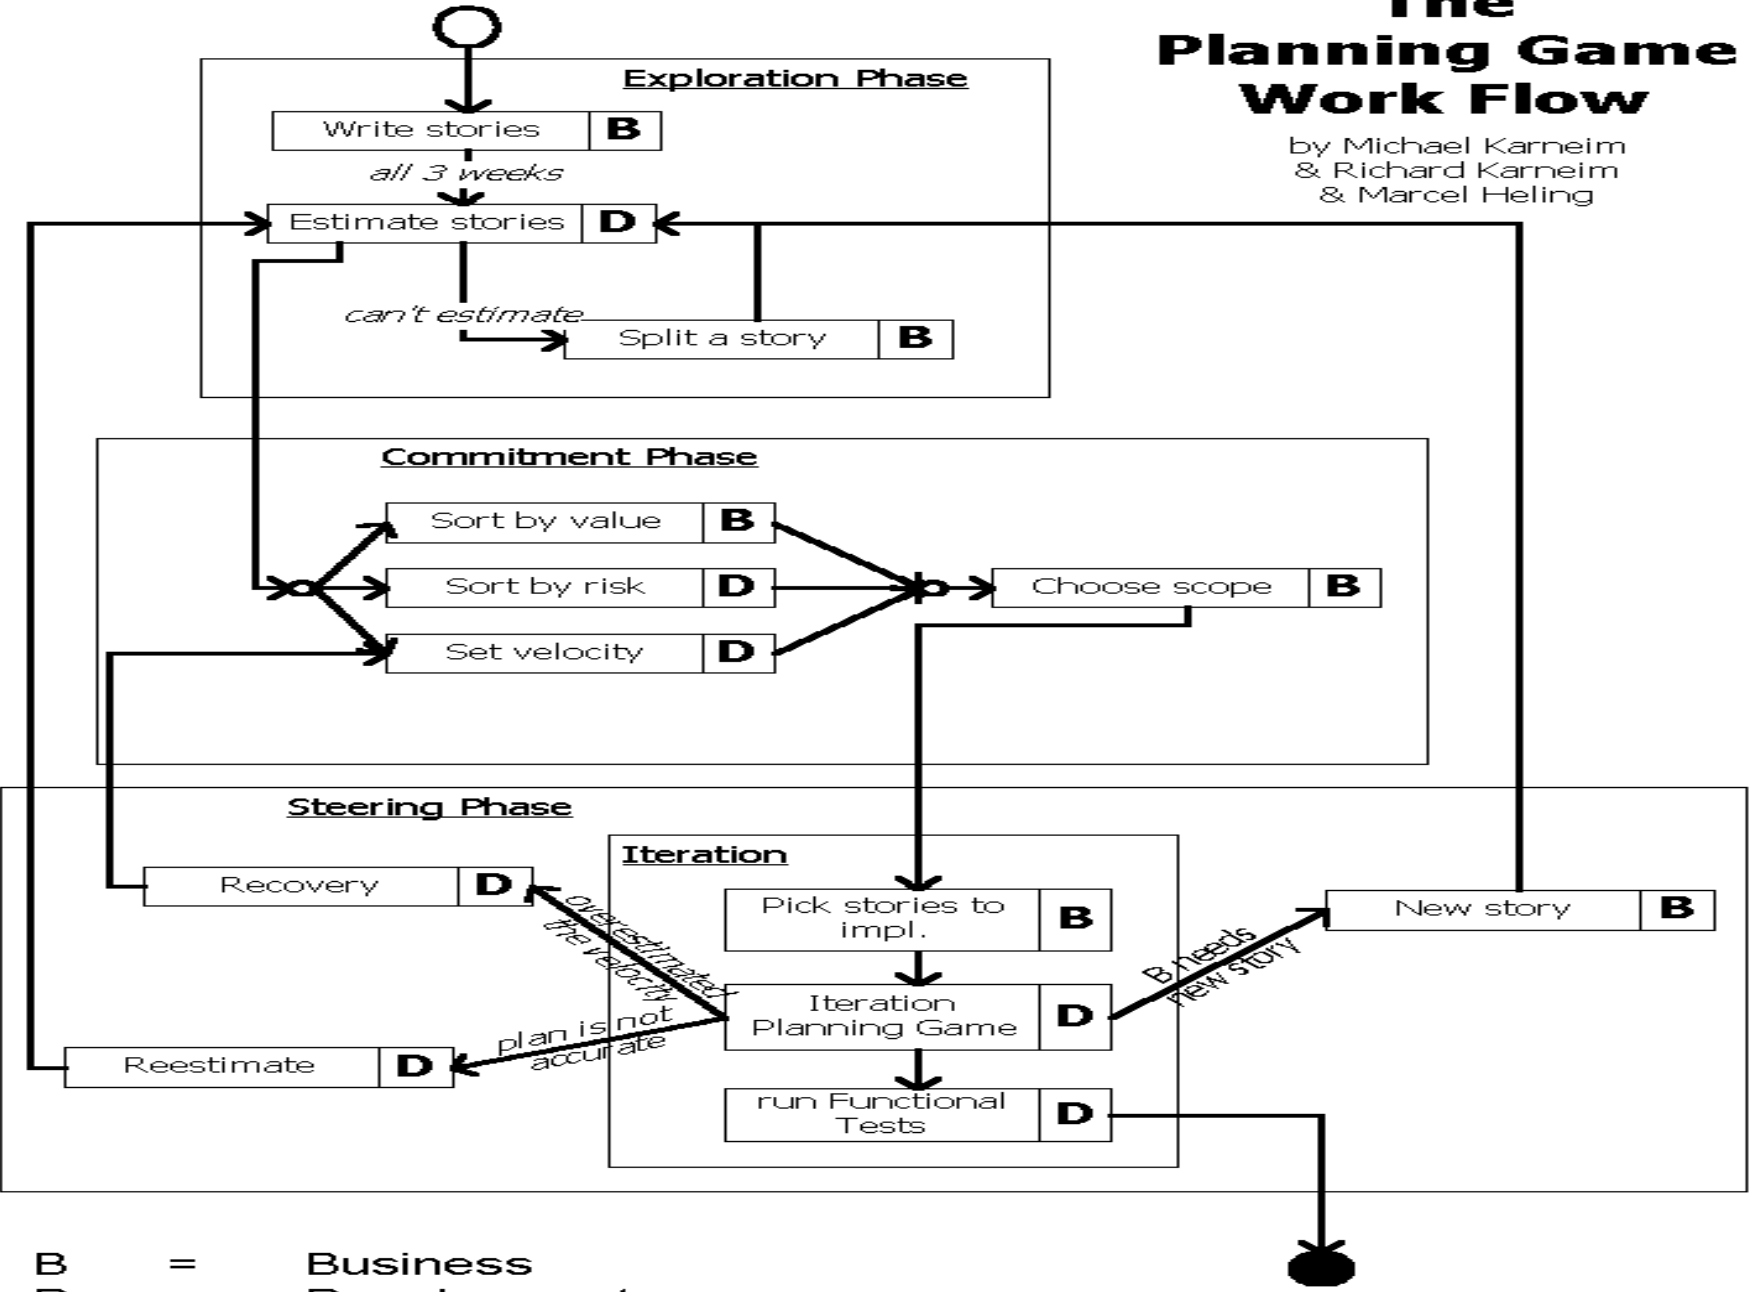 The
Planning Game
Work Flow
by Michael Karneim
& Richard Karneim
& Marcel Heling
Exploration Phase
Write stories B
all 3 weeks
Estimate stories D
can't estimate
Split a story B
Commitment Phase
Sort by value B
Sort by risk D
Choose scope B
Set velocity D
Steering Phase
Iteration
Recovery D
overestimated
the velocity
Pick stories to
impl.
B
New story B
B needs
new story
Iteration
Planning Game
D
plan is not
accurate
Reestimate D
run Functional
Tests
D
B = Business